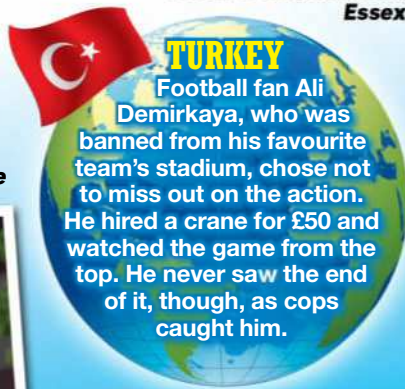 Essex
TURKEY
Football fan Ali
Demirkaya, who was
banned from his favourite
team's stadium, chose not
to miss out on the action.
He hired a crane for £50 and
watched the game from the
top. He never saw the end
of it, though, as cops
caught him.
e